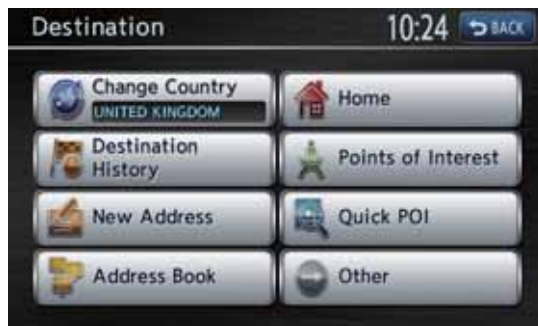 Destination
10:24
BACK
Change Country
UNITED KINGDOM
Home
Destination
History
Points of Interest
New Address
Quick POI
Address Book
Other